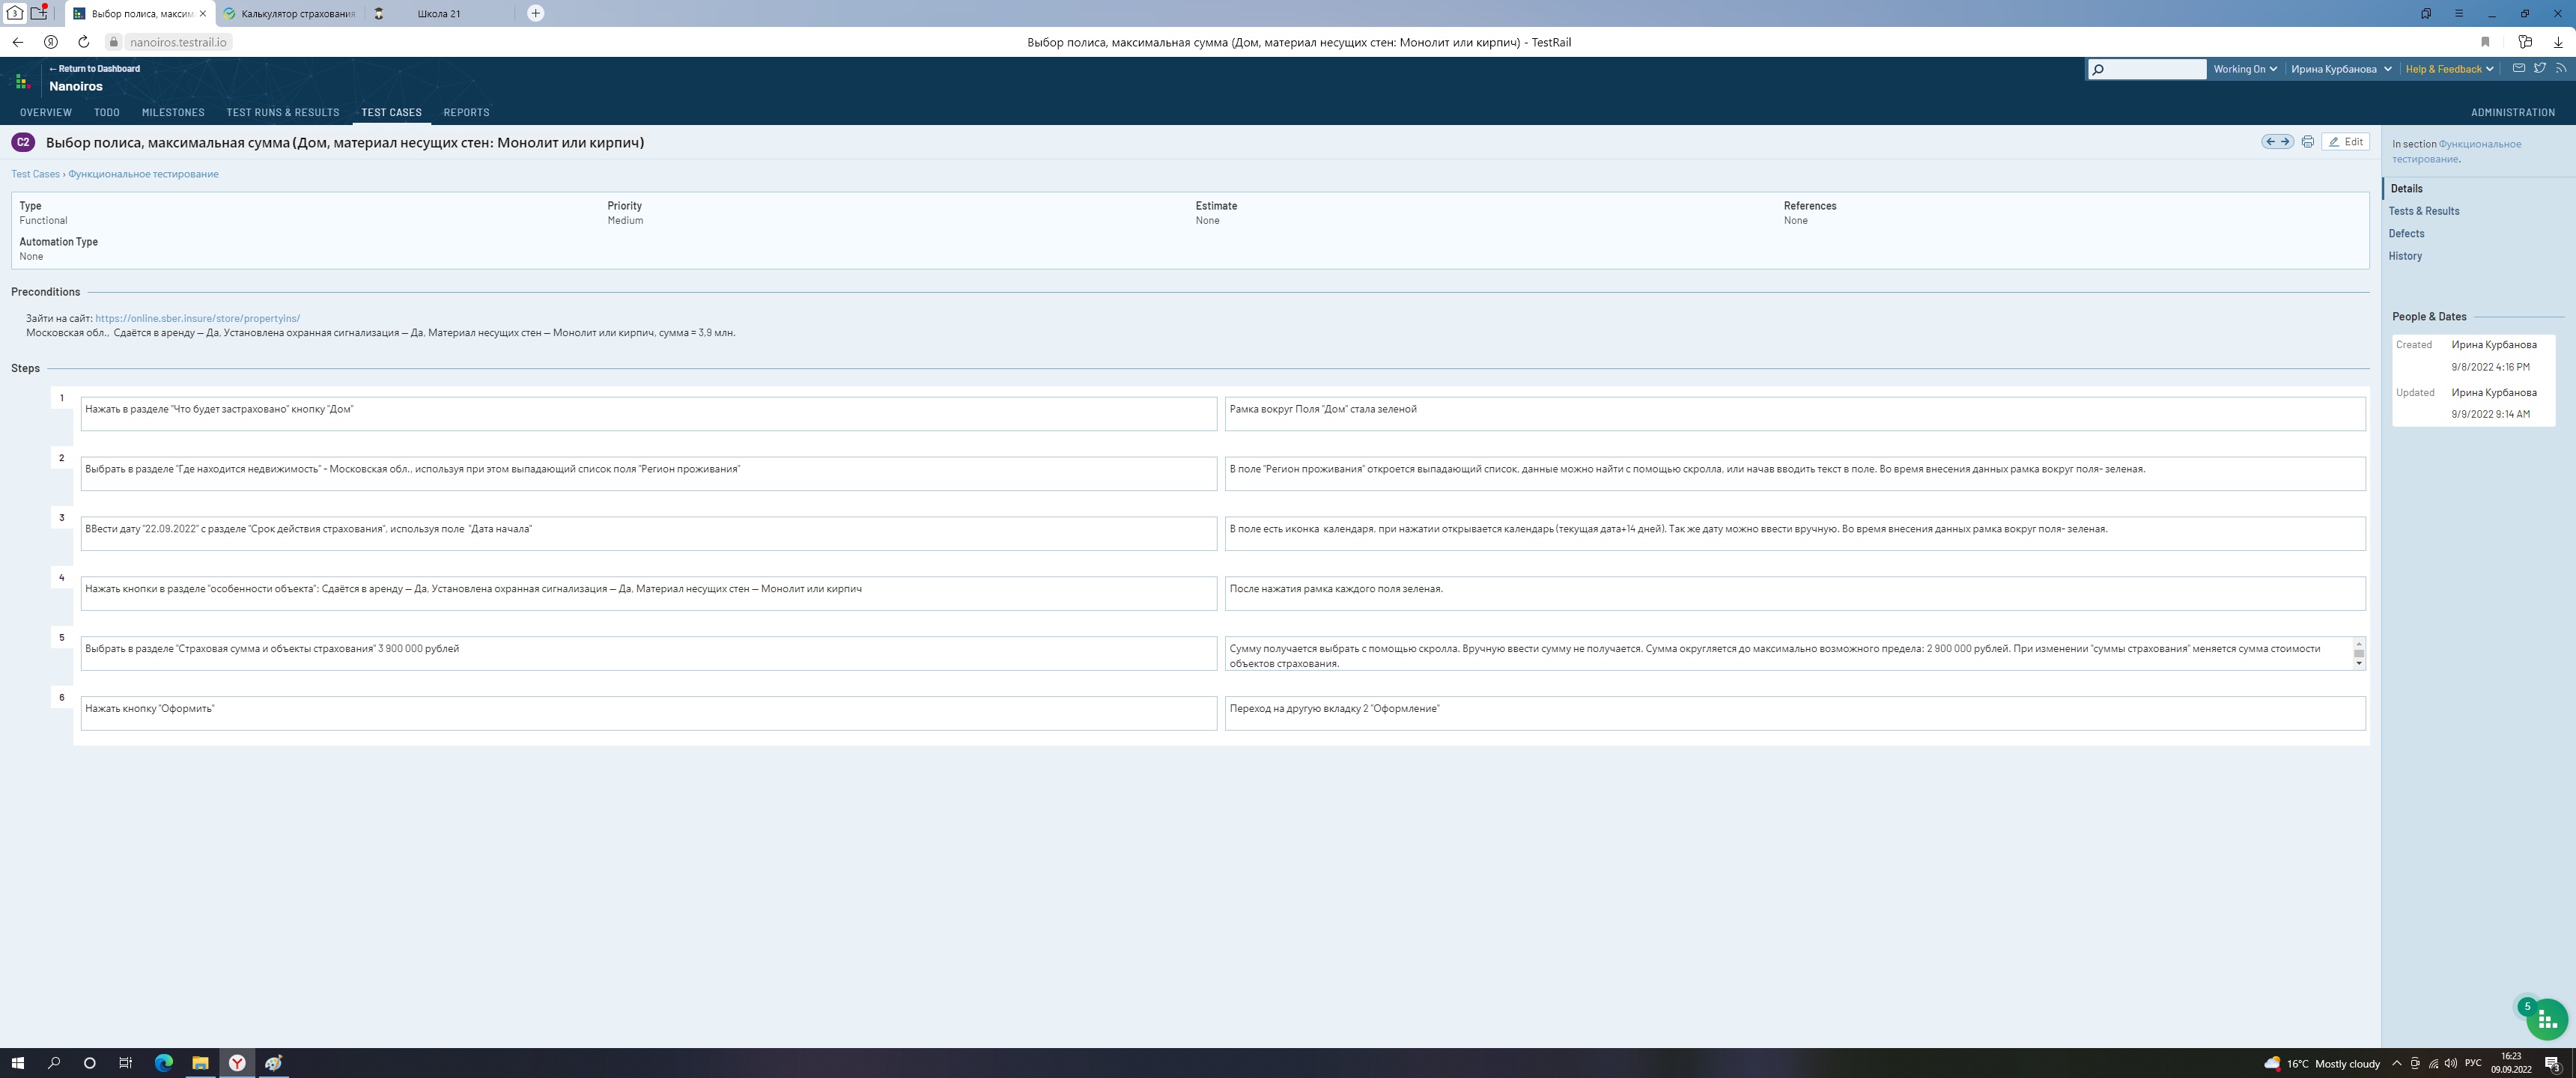 3
Выбор полиса, максим
Калькулятор страхования
Школа 21
nanoiros.testrail.io
Выбор полиса, максимальная сумма (Дом, материал несущих стен: Монолит или кирпич) - TestRail
← Return to Dashboard
Nanoiros
Working On
Ирина Курбанова
Help & Feedback
OVERVIEW
TODO
MILESTONES
TEST RUNS & RESULTS
TEST CASES
REPORTS
ADMINISTRATION
C2
Выбор полиса, максимальная сумма (Дом, материал несущих стен: Монолит или кирпич)
Edit
Test Cases › Функциональное тестирование
Type
Functional
Priority
Medium
Estimate
None
References
None
Automation Type
None
Preconditions
Зайти на сайт: https://online.sber.insure/store/propertyins/
Московская обл.,  Сдаётся в аренду — Да, Установлена охранная сигнализация — Да, Материал несущих стен — Монолит или кирпич, сумма = 3,9 млн.
Steps
1
Нажать в разделе "Что будет застраховано" кнопку "Дом"
Рамка вокруг Поля "Дом" стала зеленой
2
Выбрать в разделе "Где находится недвижимость" - Московская обл., используя при этом выпадающий список поля "Регион проживания"
В поле "Регион проживания" откроется выпадающий список, данные можно найти с помощью скролла, или начав вводить текст в поле. Во время внесения данных рамка вокруг поля- зеленая.
3
ВВести дату "22.09.2022" с разделе "Срок действия страхования", используя поле  "Дата начала"
В поле есть иконка  календаря, при нажатии открывается календарь (текущая дата+14 дней). Так же дату можно ввести вручную. Во время внесения данных рамка вокруг поля- зеленая.
4
Нажать кнопки в разделе "особенности объекта": Сдаётся в аренду — Да, Установлена охранная сигнализация — Да, Материал несущих стен — Монолит или кирпич
После нажатия рамка каждого поля зеленая.
5
Выбрать в разделе "Страховая сумма и объекты страхования" 3 900 000 рублей
Сумму получается выбрать с помощью скролла. Вручную ввести сумму не получается. Сумма округляется до максимально возможного предела: 2 900 000 рублей. При изменении "суммы страхования" меняется сумма стоимости
объектов страхования.
6
Нажать кнопку "Оформить"
Переход на другую вкладку 2 "Оформление"
In section Функциональное
тестирование.
Details
Tests & Results
Defects
History
People & Dates
Created
Ирина Курбанова
9/8/2022 4:16 PM
Updated
Ирина Курбанова
9/9/2022 9:14 AM
5
16°C  Mostly cloudy
РУС
16:23
09.09.2022
3